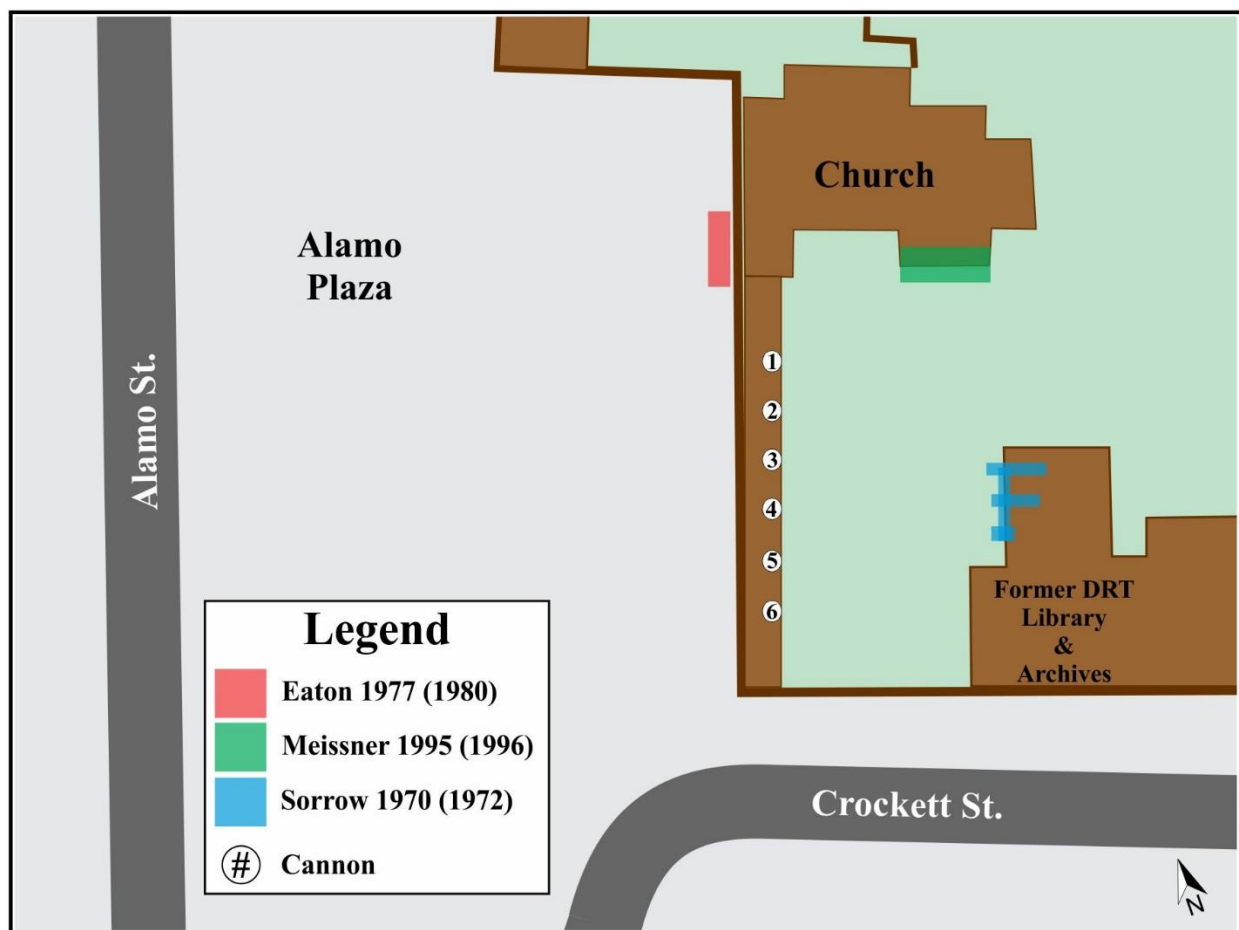 Church
Alamo
Plaza
Alamo St.
1
2
3
4
5
6
Former DRT
Library
&
Archives
Legend
Eaton 1977 (1980)
Meissner 1995 (1996)
Sorrow 1970 (1972)
# Cannon
Crockett St.
N